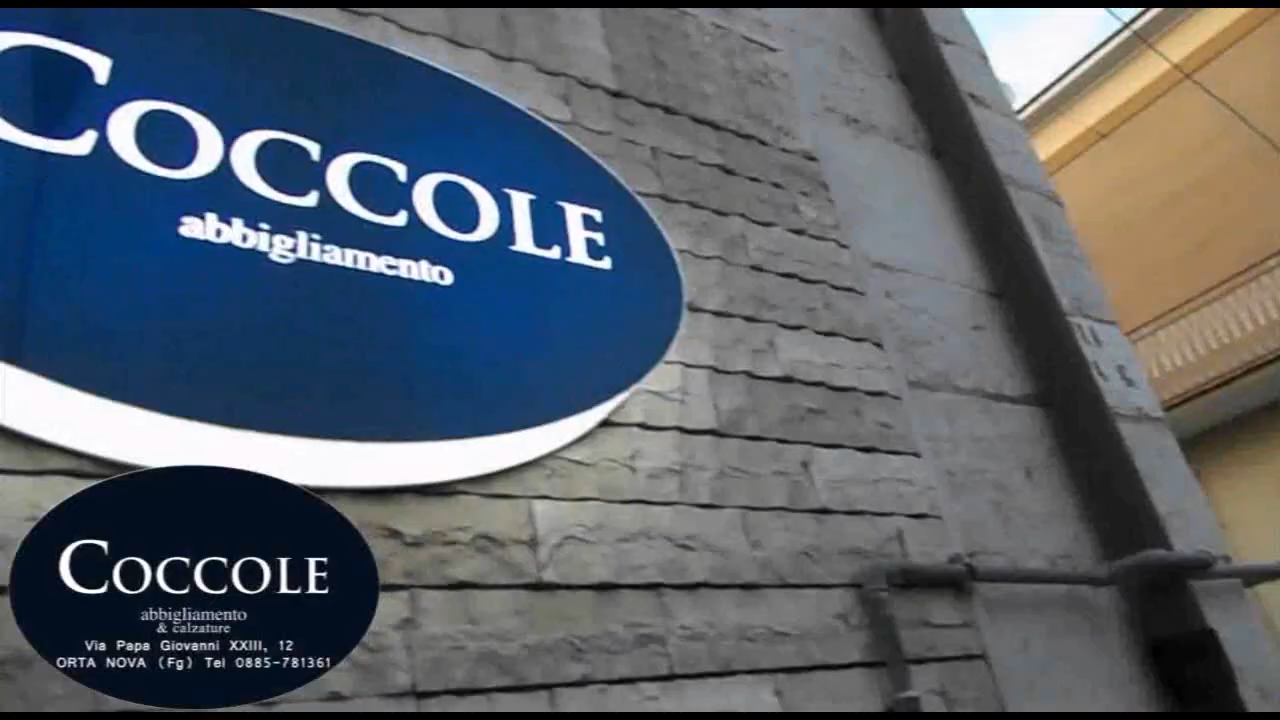 COCCOLE
abbigliamento
COCCOLE
abbigliamento
& calzature
Via Papa Giovanni XXIII, 12
ORTA NOVA (Fg) Tel 0885-781361